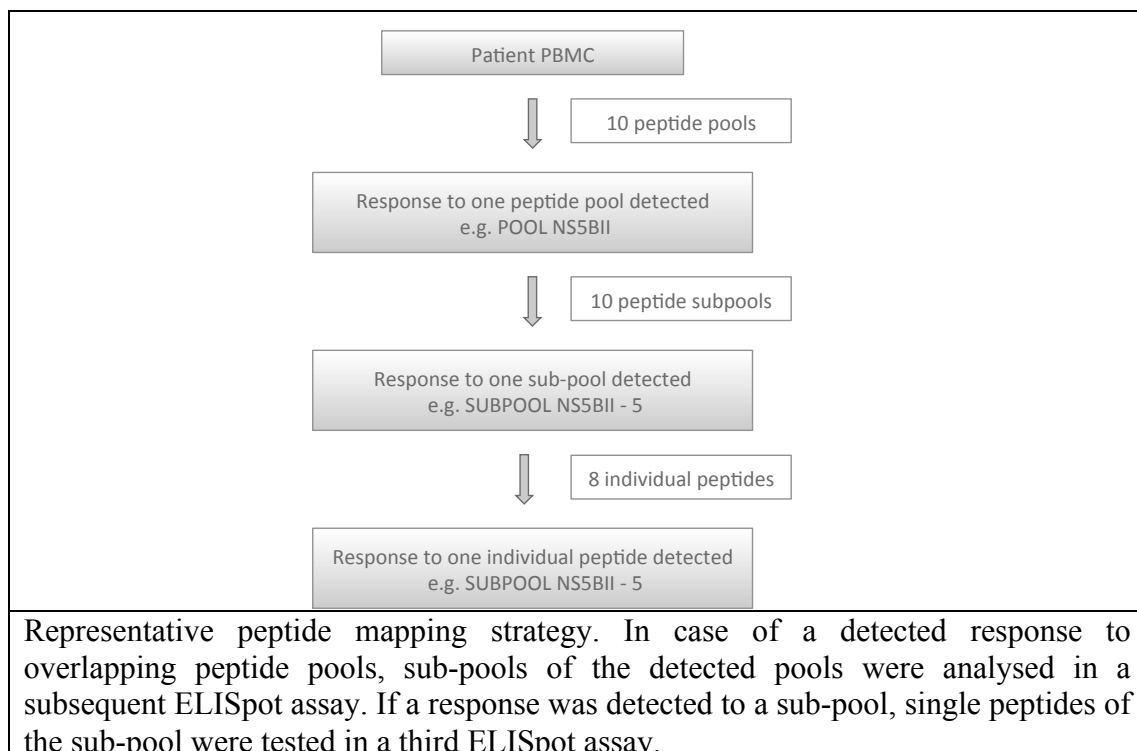 Patient PBMC
10 peptide pools
Response to one peptide pool detected
e.g. POOL NS5BII
10 peptide subpools
Response to one sub-pool detected
e.g. SUBPOOL NS5BII - 5
8 individual peptides
Response to one individual peptide detected
e.g. SUBPOOL NS5BII - 5
Representative peptide mapping strategy. In case of a detected response to
overlapping peptide pools, sub-pools of the detected pools were analysed in a
subsequent ELISpot assay. If a response was detected to a sub-pool, single peptides of
the sub-pool were tested in a third ELISpot assay.